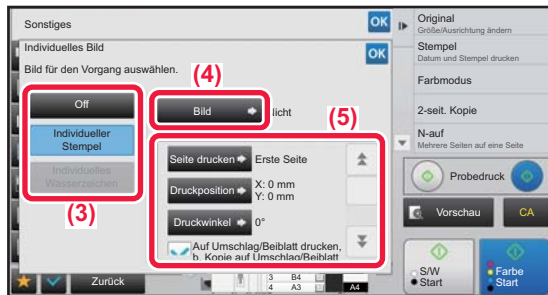 Sonstiges
OK
Individuelles Bild
OK
Bild für den Vorgang auswählen.
(4)
Off
Bild
licht
Individueller
Stempel
Individuelles
Wasserzeichen
(3)
(5)
Seite drucken
Erste Seite
Druckposition
X: 0 mm
Y: 0 mm
Druckwinkel
0°
Auf Umschlag/Beiblatt drucken,
b. Kopie auf Umschlag/Beiblatt
Zurück
3 B4
4 A3
A4
Original
Größe/Ausrichtung ändern
Stempel
Datum und Stempel drucken
Farbmodus
2-seit. Kopie
N-auf
Mehrere Seiten auf eine Seite
Probedruck
Vorschau
CA
S/W
Start
Farbe
Start